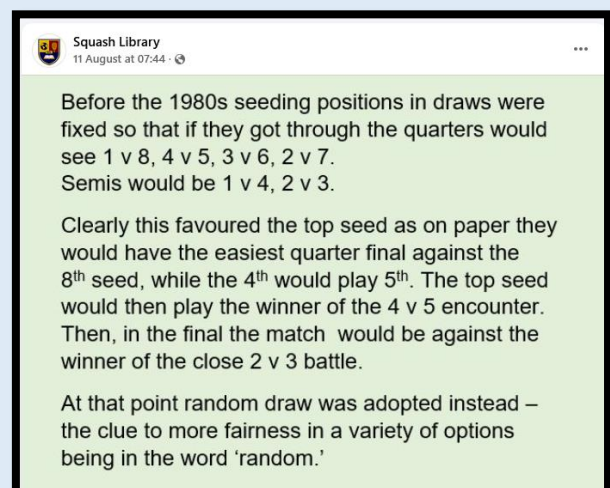 Squash Library
11 August at 07:44 ·
Before the 1980s seeding positions in draws were
fixed so that if they got through the quarters would
see 1 v 8, 4 v 5, 3 v 6, 2 v 7.
Semis would be 1 v 4, 2 v 3.
Clearly this favoured the top seed as on paper they
would have the easiest quarter final against the
8th seed, while the 4th would play 5th. The top seed
would then play the winner of the 4 v 5 encounter.
Then, in the final the match would be against the
winner of the close 2 v 3 battle.
At that point random draw was adopted instead –
the clue to more fairness in a variety of options
being in the word ‘random.’